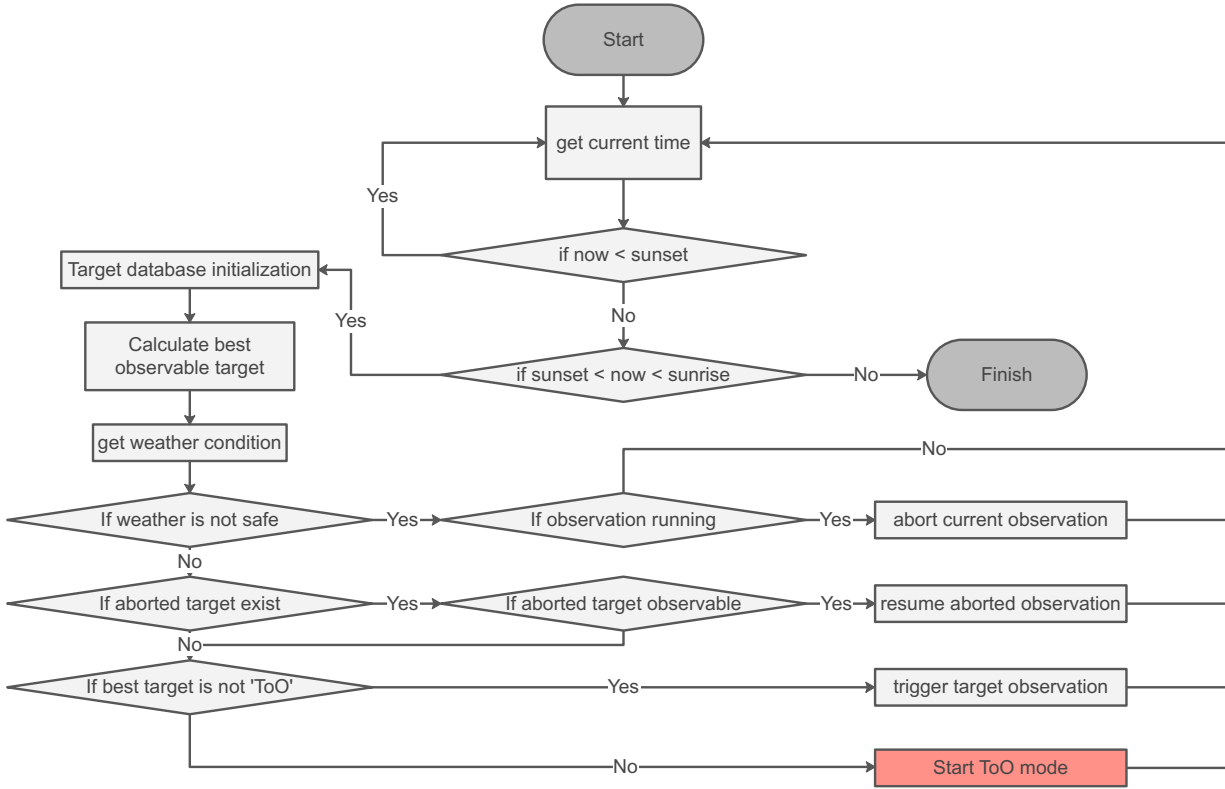 Start
get current time
Yes
if now < sunset
Target database initialization
No
Yes
Calculate best
observable target
if sunset < now < sunrise
No
Finish
get weather condition
No
If weather is not safe
Yes
If observation running
Yes
abort current observation
No
If aborted target exist
Yes
If aborted target observable
Yes
resume aborted observation
No
If best target is not 'ToO'
Yes
trigger target observation
No
Start ToO mode